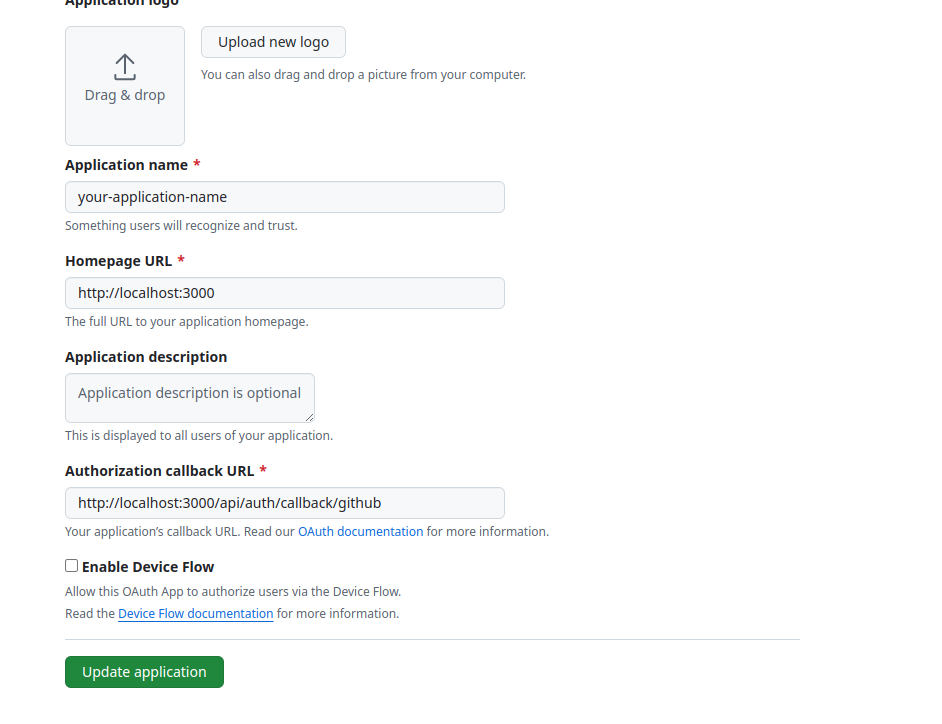 Application logo
Upload new logo
You can also drag and drop a picture from your computer.
Drag & drop
Application name *
your-application-name
Something users will recognize and trust.
Homepage URL *
http://localhost:3000
The full URL to your application homepage.
Application description
Application description is optional
This is displayed to all users of your application.
Authorization callback URL *
http://localhost:3000/api/auth/callback/github
Your application’s callback URL. Read our OAuth documentation for more information.
Enable Device Flow
Allow this OAuth App to authorize users via the Device Flow.
Read the Device Flow documentation for more information.
Update application